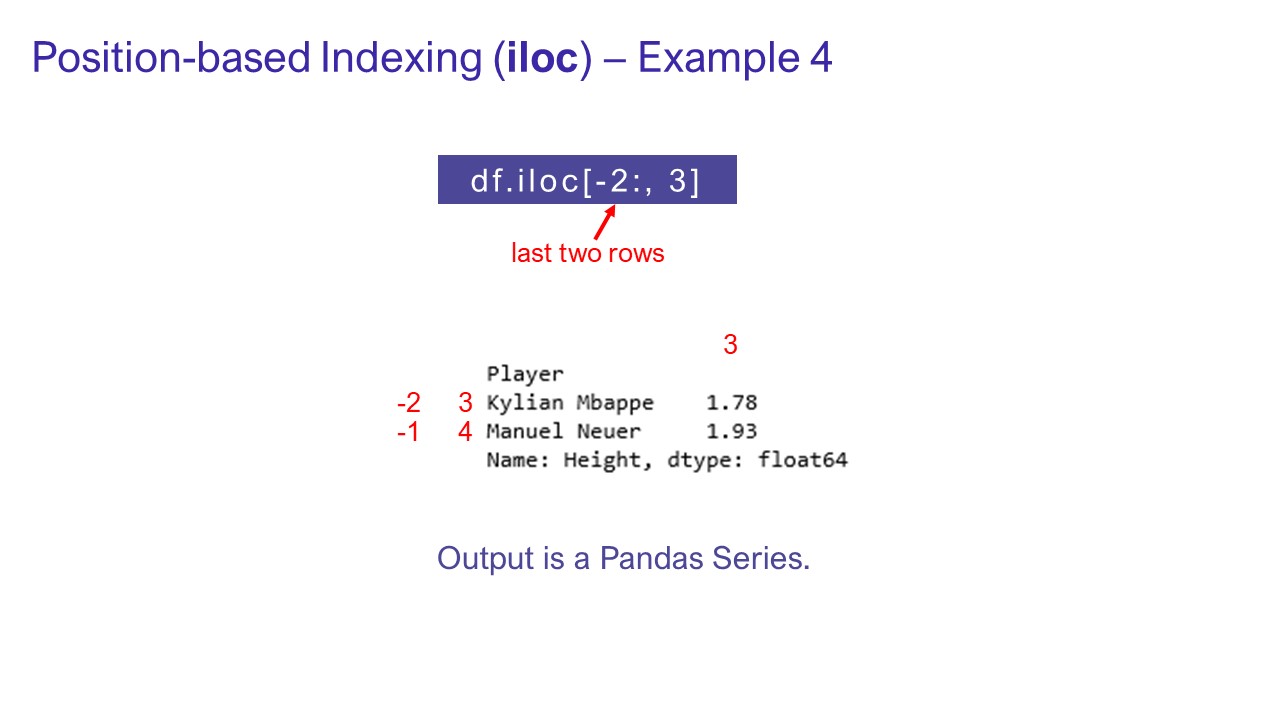 Position-based Indexing (iloc) – Example 4
df.iloc[-2:, 3]
last two rows
3
Player
-2 3 Kylian Mbappe 1.78
-1 4 Manuel Neuer 1.93
Name: Height, dtype: float64
Output is a Pandas Series.